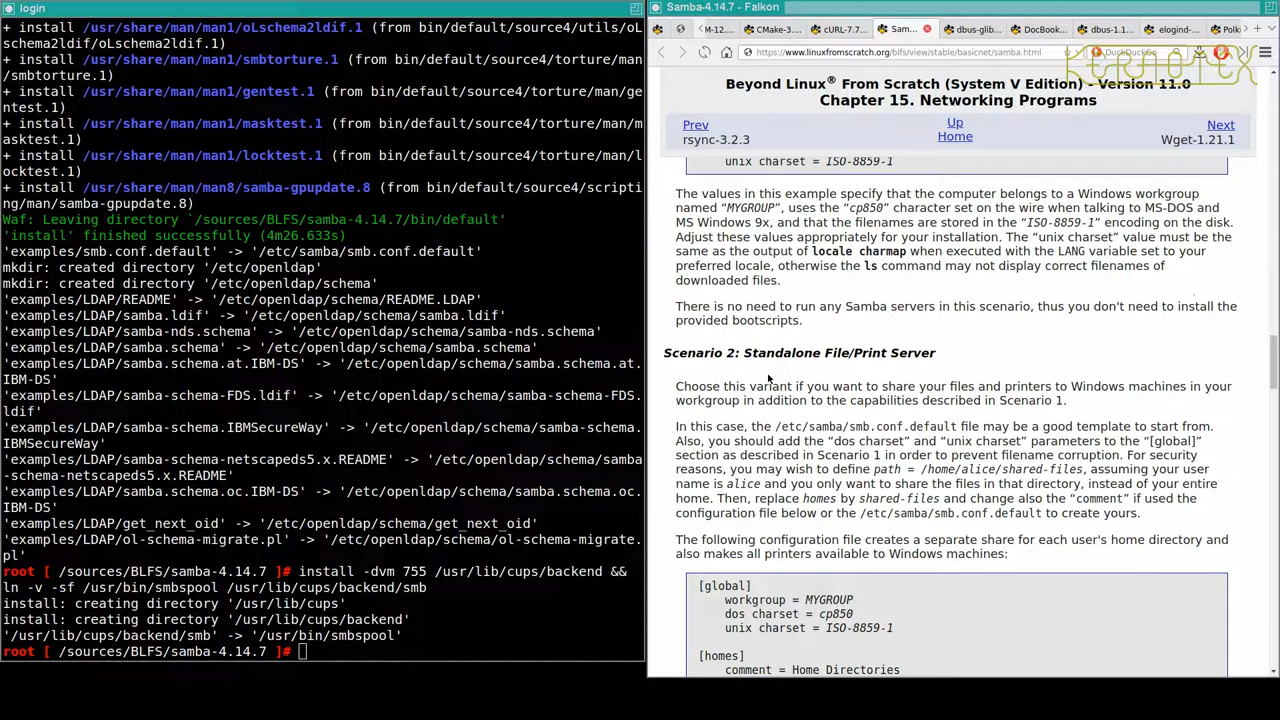 login
+ install /usr/share/man/man1/oLschema2ldif.1 (from bin/default/source4/utils/oL
schema2ldif/oLschema2ldif.1)
+ install /usr/share/man/man1/smbtorture.1 (from bin/default/source4/torture/man
/smbtorture.1)
+ install /usr/share/man/man1/gentest.1 (from bin/default/source4/torture/man/ge
ntest.1)
+ install /usr/share/man/man1/masktest.1 (from bin/default/source4/torture/man/m
asktest.1)
+ install /usr/share/man/man1/locktest.1 (from bin/default/source4/torture/man/l
ocktest.1)
+ install /usr/share/man/man8/samba-gpupdate.8 (from bin/default/source4/scripti
ng/man/samba-gpupdate.8)
Waf: Leaving directory `/sources/BLFS/samba-4.14.7/bin/default'
'install' finished successfully (4m26.633s)
'examples/smb.conf.default' -> '/etc/samba/smb.conf.default'
mkdir: created directory '/etc/openldap'
mkdir: created directory '/etc/openldap/schema'
'examples/LDAP/README' -> '/etc/openldap/schema/README.LDAP'
'examples/LDAP/samba.ldif' -> '/etc/openldap/schema/samba.ldif'
'examples/LDAP/samba-nds.schema' -> '/etc/openldap/schema/samba-nds.schema'
'examples/LDAP/samba.schema' -> '/etc/openldap/schema/samba.schema'
'examples/LDAP/samba.schema.at.IBM-DS' -> '/etc/openldap/schema/samba.schema.at.
IBM-DS'
'examples/LDAP/samba-schema-FDS.ldif' -> '/etc/openldap/schema/samba-schema-FDS.
ldif'
'examples/LDAP/samba-schema.IBMSecureWay' -> '/etc/openldap/schema/samba-schema.
IBMSecureWay'
'examples/LDAP/samba-schema-netscapeds5.x.README' -> '/etc/openldap/schema/samba
-schema-netscapeds5.x.README'
'examples/LDAP/samba.schema.oc.IBM-DS' -> '/etc/openldap/schema/samba.schema.oc.
IBM-DS'
'examples/LDAP/get_next_oid' -> '/etc/openldap/schema/get_next_oid'
'examples/LDAP/ol-schema-migrate.pl' -> '/etc/openldap/schema/ol-schema-migrate.
pl'
root [ /sources/BLFS/samba-4.14.7 ]# install -dvm 755 /usr/lib/cups/backend &&
ln -v -sf /usr/bin/smbspool /usr/lib/cups/backend/smb
install: creating directory '/usr/lib/cups'
install: creating directory '/usr/lib/cups/backend'
'/usr/lib/cups/backend/smb' -> '/usr/bin/smbspool'
root [ /sources/BLFS/samba-4.14.7 ]#
Samba-4.14.7 - Falkon
M-12.... CMake-3... cURL-7.7... Sam... dbus-glib... DocBook... dbus-1.1... elogind-... Polki
https://www.linuxfromscratch.org/blfs/view/stable/basicnet/samba.html DuckDuckGo
KERNOTEX
Beyond Linux® From Scratch (System V Edition) - Version 11.0
Chapter 15. Networking Programs
Prev Up Next
rsync-3.2.3 Home Wget-1.21.1
unix charset = ISO-8859-1
The values in this example specify that the computer belongs to a Windows workgroup
named “MYGROUP”, uses the “cp850” character set on the wire when talking to MS-DOS and
MS Windows 9x, and that the filenames are stored in the “ISO-8859-1” encoding on the disk.
Adjust these values appropriately for your installation. The “unix charset” value must be the
same as the output of locale charmap when executed with the LANG variable set to your
preferred locale, otherwise the ls command may not display correct filenames of
downloaded files.
There is no need to run any Samba servers in this scenario, thus you don't need to install the
provided bootscripts.
Scenario 2: Standalone File/Print Server
Choose this variant if you want to share your files and printers to Windows machines in your
workgroup in addition to the capabilities described in Scenario 1.
In this case, the /etc/samba/smb.conf.default file may be a good template to start from.
Also, you should add the “dos charset” and “unix charset” parameters to the “[global]”
section as described in Scenario 1 in order to prevent filename corruption. For security
reasons, you may wish to define path = /home/alice/shared-files, assuming your user
name is alice and you only want to share the files in that directory, instead of your entire
home. Then, replace homes by shared-files and change also the “comment” if used the
configuration file below or the /etc/samba/smb.conf.default to create yours.
The following configuration file creates a separate share for each user's home directory and
also makes all printers available to Windows machines:
[global]
workgroup = MYGROUP
dos charset = cp850
unix charset = ISO-8859-1
[homes]
comment = Home Directories